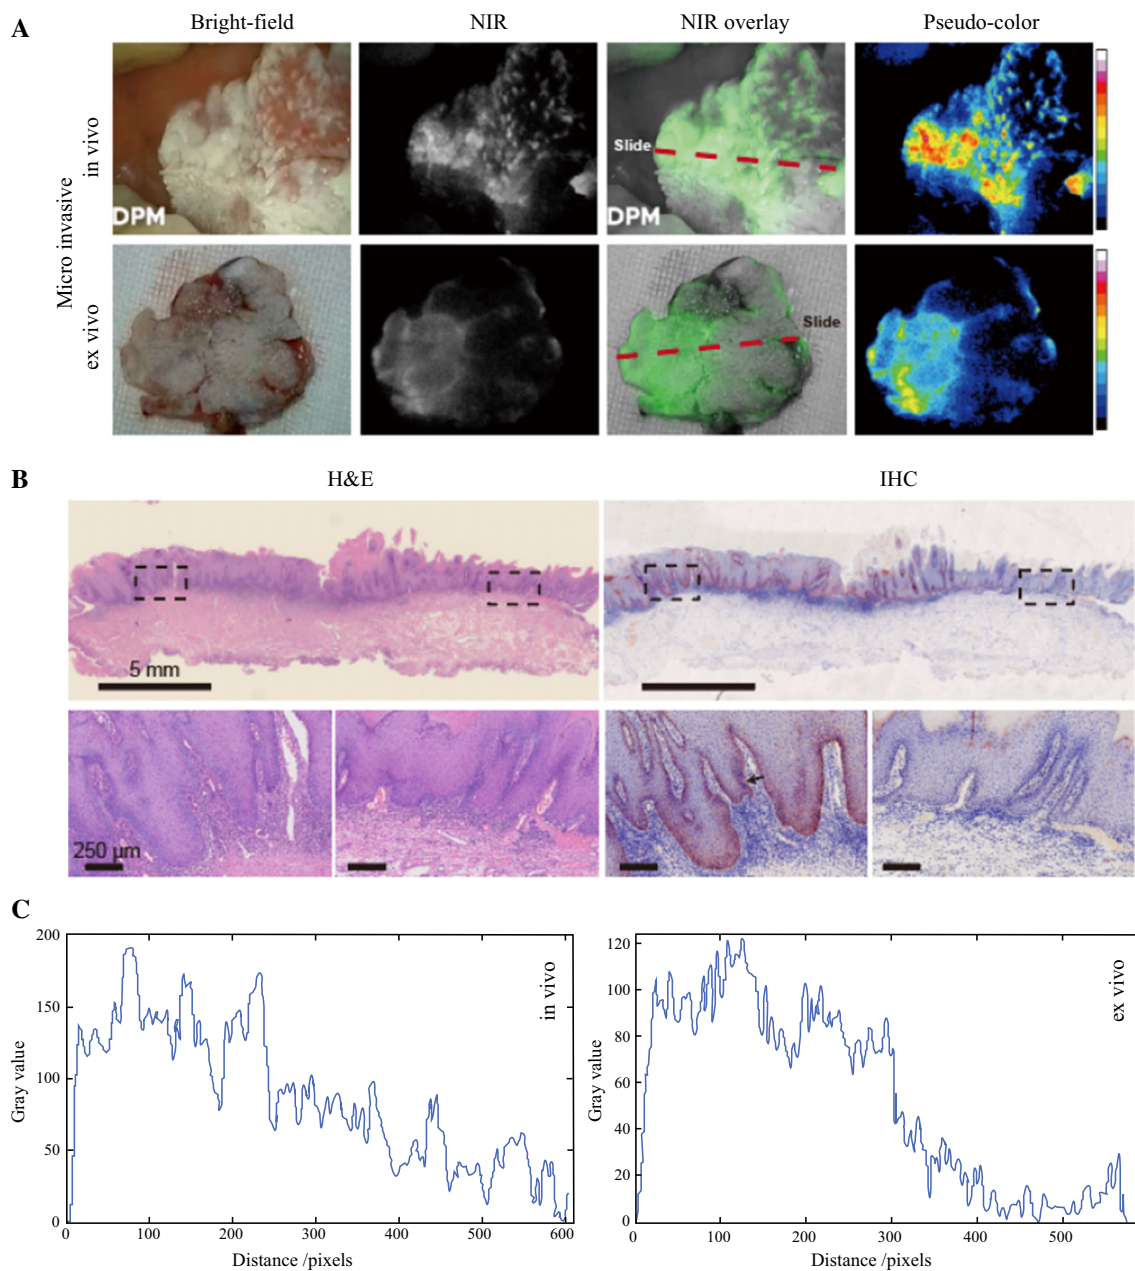 A
Bright-field NIR NIR overlay Pseudo-color
Micro invasive
in vivo
Slide
DPM DPM
ex vivo
Slide
B
H&E IHC
5 mm
250 µm
C
Gray value
200
150
100
50
0
0 100 200 300 400 500 600
Distance /pixels
in vivo
Gray value
120
100
80
60
40
20
0
0 100 200 300 400 500
Distance /pixels
ex vivo